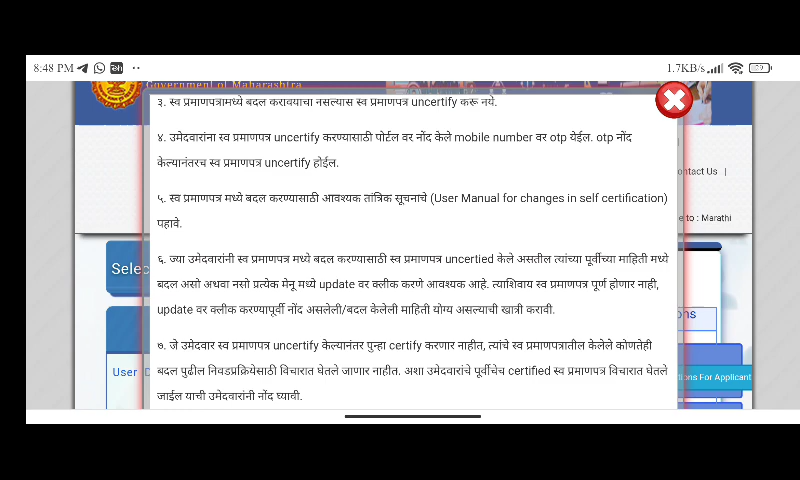 8:48 PM
1.7KB/s
29
Government of Maharashtra
३. स्व प्रमाणपत्रामध्ये बदल करावयाचा नसल्यास स्व प्रमाणपत्र uncertify करू नये.
४. उमेदवारांना स्व प्रमाणपत्र uncertify करण्यासाठी पोर्टल वर नोंद केले mobile number वर otp येईल. otp नोंद
केल्यानंतरच स्व प्रमाणपत्र uncertify होईल.
ontact Us |
५. स्व प्रमाणपत्र मध्ये बदल करण्यासाठी आवश्यक तांत्रिक सूचनाचे (User Manual for changes in self certification)
पहावे.
e to : Marathi
६. ज्या उमेदवारांनी स्व प्रमाणपत्र मध्ये बदल करण्यासाठी स्व प्रमाणपत्र uncertied केले असतील त्यांच्या पूर्वीच्या माहिती मध्ये
बदल असो अथवा नसो प्रत्येक मेनू मध्ये update वर क्लीक करणे आवश्यक आहे. त्याशिवाय स्व प्रमाणपत्र पूर्ण होणार नाही,
update वर क्लीक करण्यापूर्वी नोंद असलेली/बदल केलेली माहिती योग्य असल्याची खात्री करावी.
Selec
ons
७. जे उमेदवार स्व प्रमाणपत्र uncertify केल्यानंतर पुन्हा certify करणार नाहीत, त्यांचे स्व प्रमाणपत्रातील केलेले कोणतेही
बदल पुढील निवडप्रक्रियेसाठी विचारात घेतले जाणार नाहीत. अशा उमेदवारांचे पूर्वीचेच certified स्व प्रमाणपत्र विचारात घेतले
जाईल याची उमेदवारांनी नोंद घ्यावी.
User
tions For Applicant